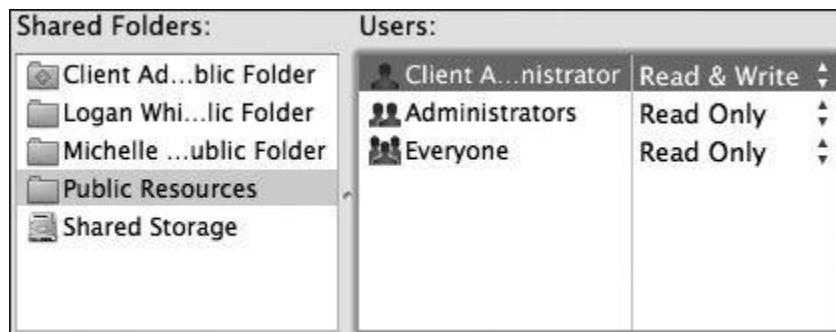 Shared Folders:
Client Ad...blic Folder
Logan Whi...lic Folder
Michelle ...ublic Folder
Public Resources
Shared Storage
Users:
Client A...nistrator Read & Write
Administrators Read Only
Everyone Read Only